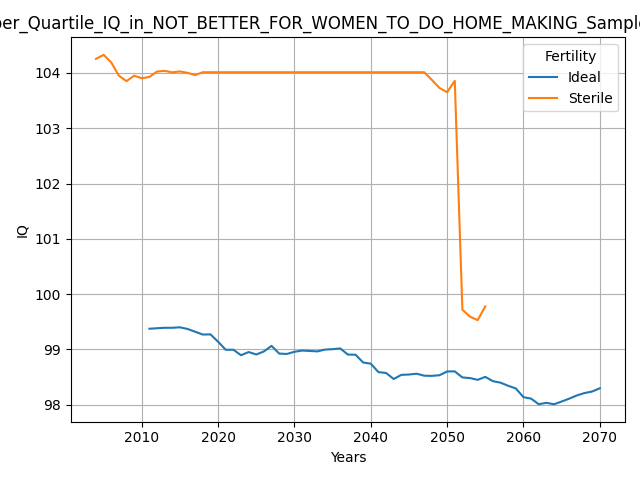 per_Quartile_IQ_in_NOT_BETTER_FOR_WOMEN_TO_DO_HOME_MAKING_Sample
Fertility
Ideal
Sterile
104
103
102
101
100
99
98
IQ
2010 2020 2030 2040 2050 2060 2070
Years